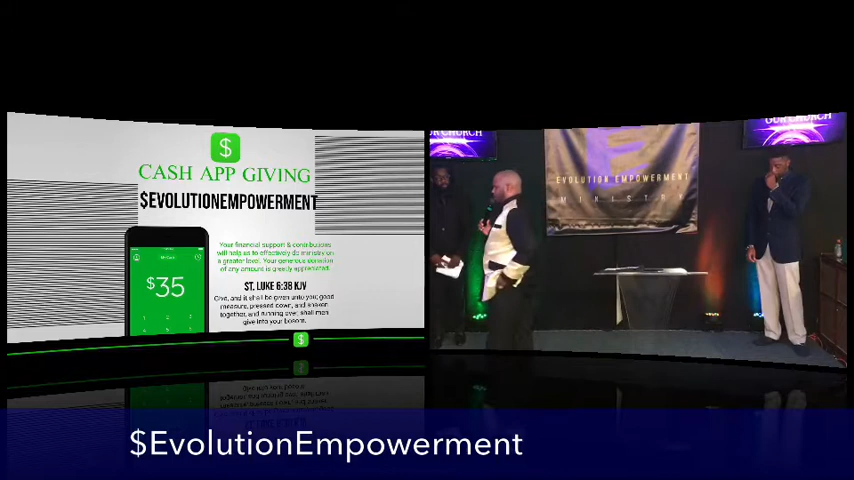 $
CASH APP GIVING
$EVOLUTIONEMPOWERMENT
$35
Your financial support & contributions
will help us to effectively do ministry on
a greater level. Your generous donation
of any amount is greatly appreciated.
ST. LUKE 6:38 KJV
Give, and it shall be given unto you; good
measure, pressed down, and shaken
together, and running over, shall men
give into your bosom.
$
OUR CHURCH
OUR CHURCH
E
EVOLUTION EMPOWERMENT
MINISTRY
$EvolutionEmpowerment